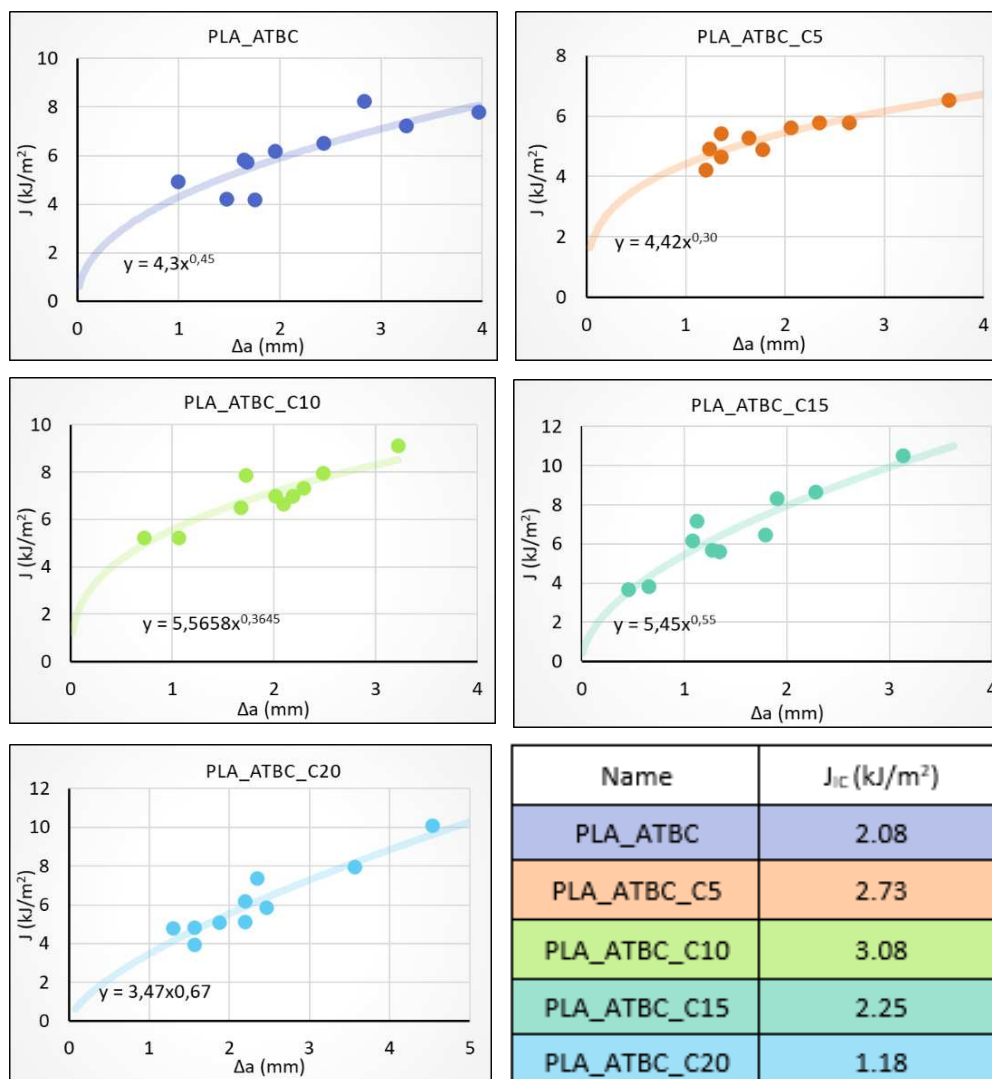 PLA_ATBC
J (kJ/m²)
10
8
6
4
2
0
y = 4,3x^0,45
0 1 2 3 4
Δa (mm)
PLA_ATBC_C5
J (kJ/m²)
8
6
4
2
0
y = 4,42x^0,30
0 1 2 3 4
Δa (mm)
PLA_ATBC_C10
J (kJ/m²)
10
8
6
4
2
0
y = 5,5658x^0,3645
0 1 2 3 4
Δa (mm)
PLA_ATBC_C15
J (kJ/m²)
12
10
8
6
4
2
0
y = 5,45x^0,55
0 1 2 3 4
Δa (mm)
PLA_ATBC_C20
J (kJ/m²)
12
10
8
6
4
2
0
y = 3,47x0,67
0 1 2 3 4 5
Δa (mm)
Name J_IC (kJ/m²)
PLA_ATBC 2.08
PLA_ATBC_C5 2.73
PLA_ATBC_C10 3.08
PLA_ATBC_C15 2.25
PLA_ATBC_C20 1.18